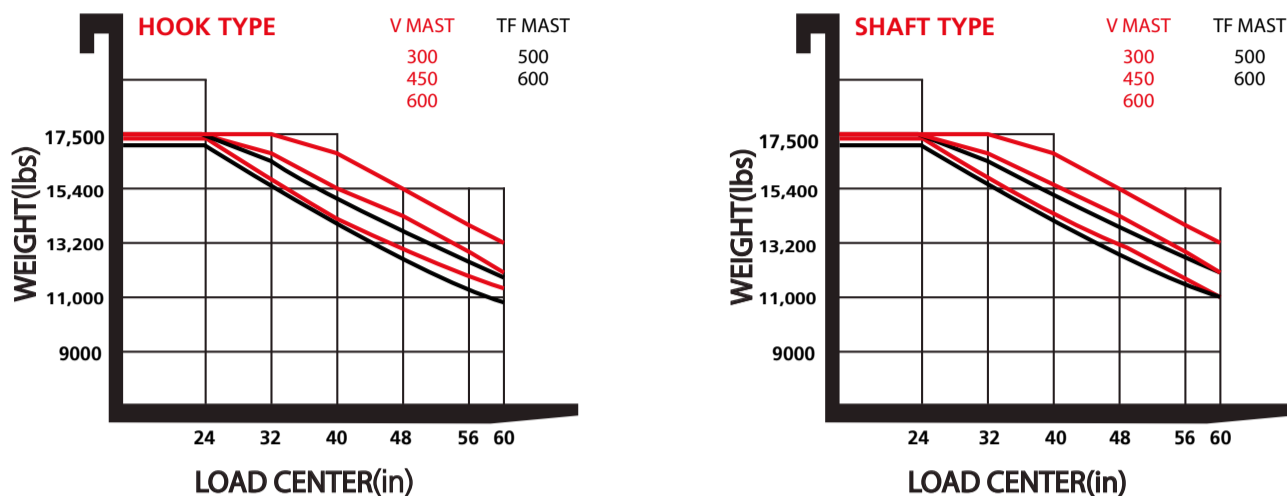 HOOK TYPE
V MAST
TF MAST
300
500
450
600
600
WEIGHT(lbs)
17,500
15,400
13,200
11,000
9000
24 32 40 48 56 60
LOAD CENTER(in)
SHAFT TYPE
V MAST
TF MAST
300
500
450
600
600
WEIGHT(lbs)
17,500
15,400
13,200
11,000
9000
24 32 40 48 56 60
LOAD CENTER(in)